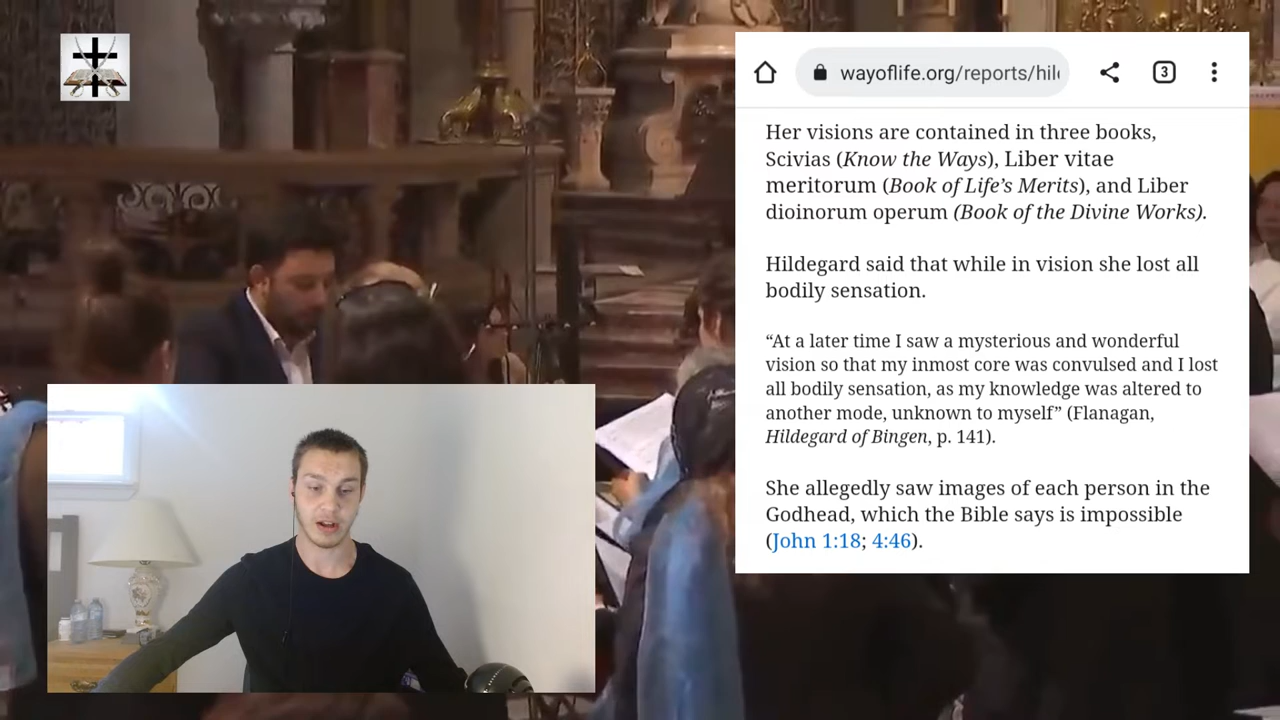 wayoflife.org/reports/hil
3
Her visions are contained in three books,
Scivias (Know the Ways), Liber vitae
meritorum (Book of Life’s Merits), and Liber
dioinorum operum (Book of the Divine Works).
Hildegard said that while in vision she lost all
bodily sensation.
“At a later time I saw a mysterious and wonderful
vision so that my inmost core was convulsed and I lost
all bodily sensation, as my knowledge was altered to
another mode, unknown to myself” (Flanagan,
Hildegard of Bingen, p. 141).
She allegedly saw images of each person in the
Godhead, which the Bible says is impossible
(John 1:18; 4:46).